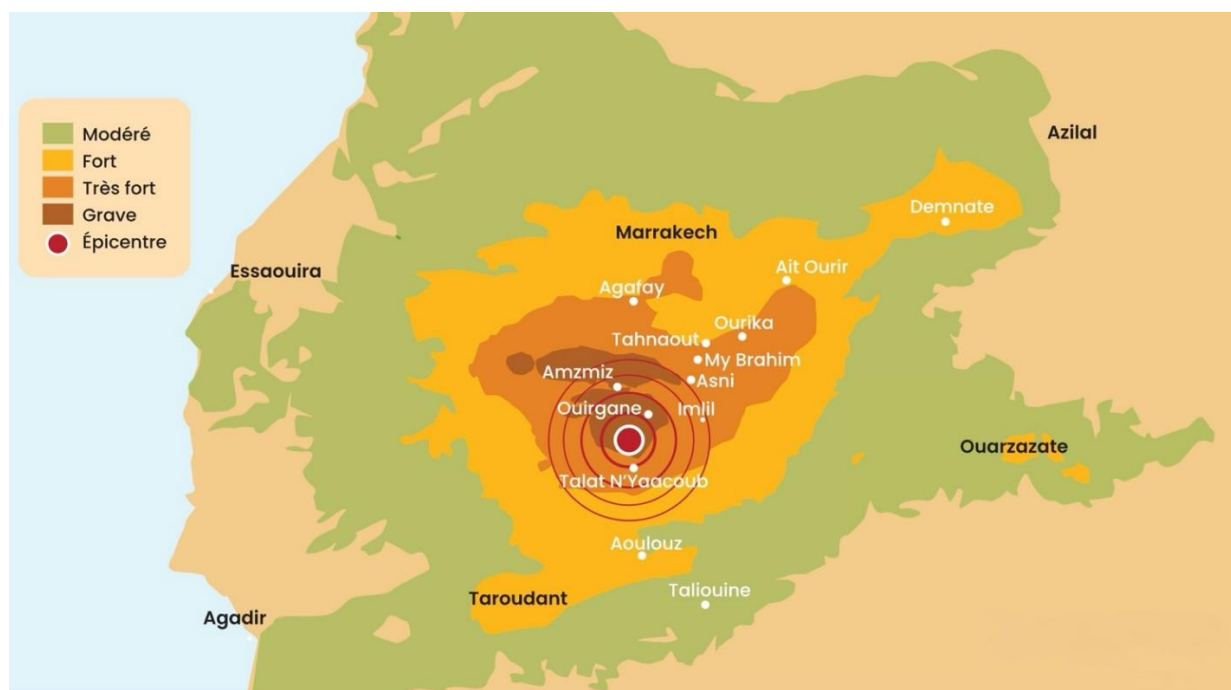 Modéré
Fort
Très fort
Grave
Épicentre
Azilal
Demnate
Marrakech
Essaouira
Ait Ourir
Agafay
Ourika
Tahnaout
My Brahim
Amzmiz
Asni
Ouirgane
Imlil
Ouarzazate
Talat N'Yaacoub
Aoulouz
Taliouine
Taroudant
Agadir